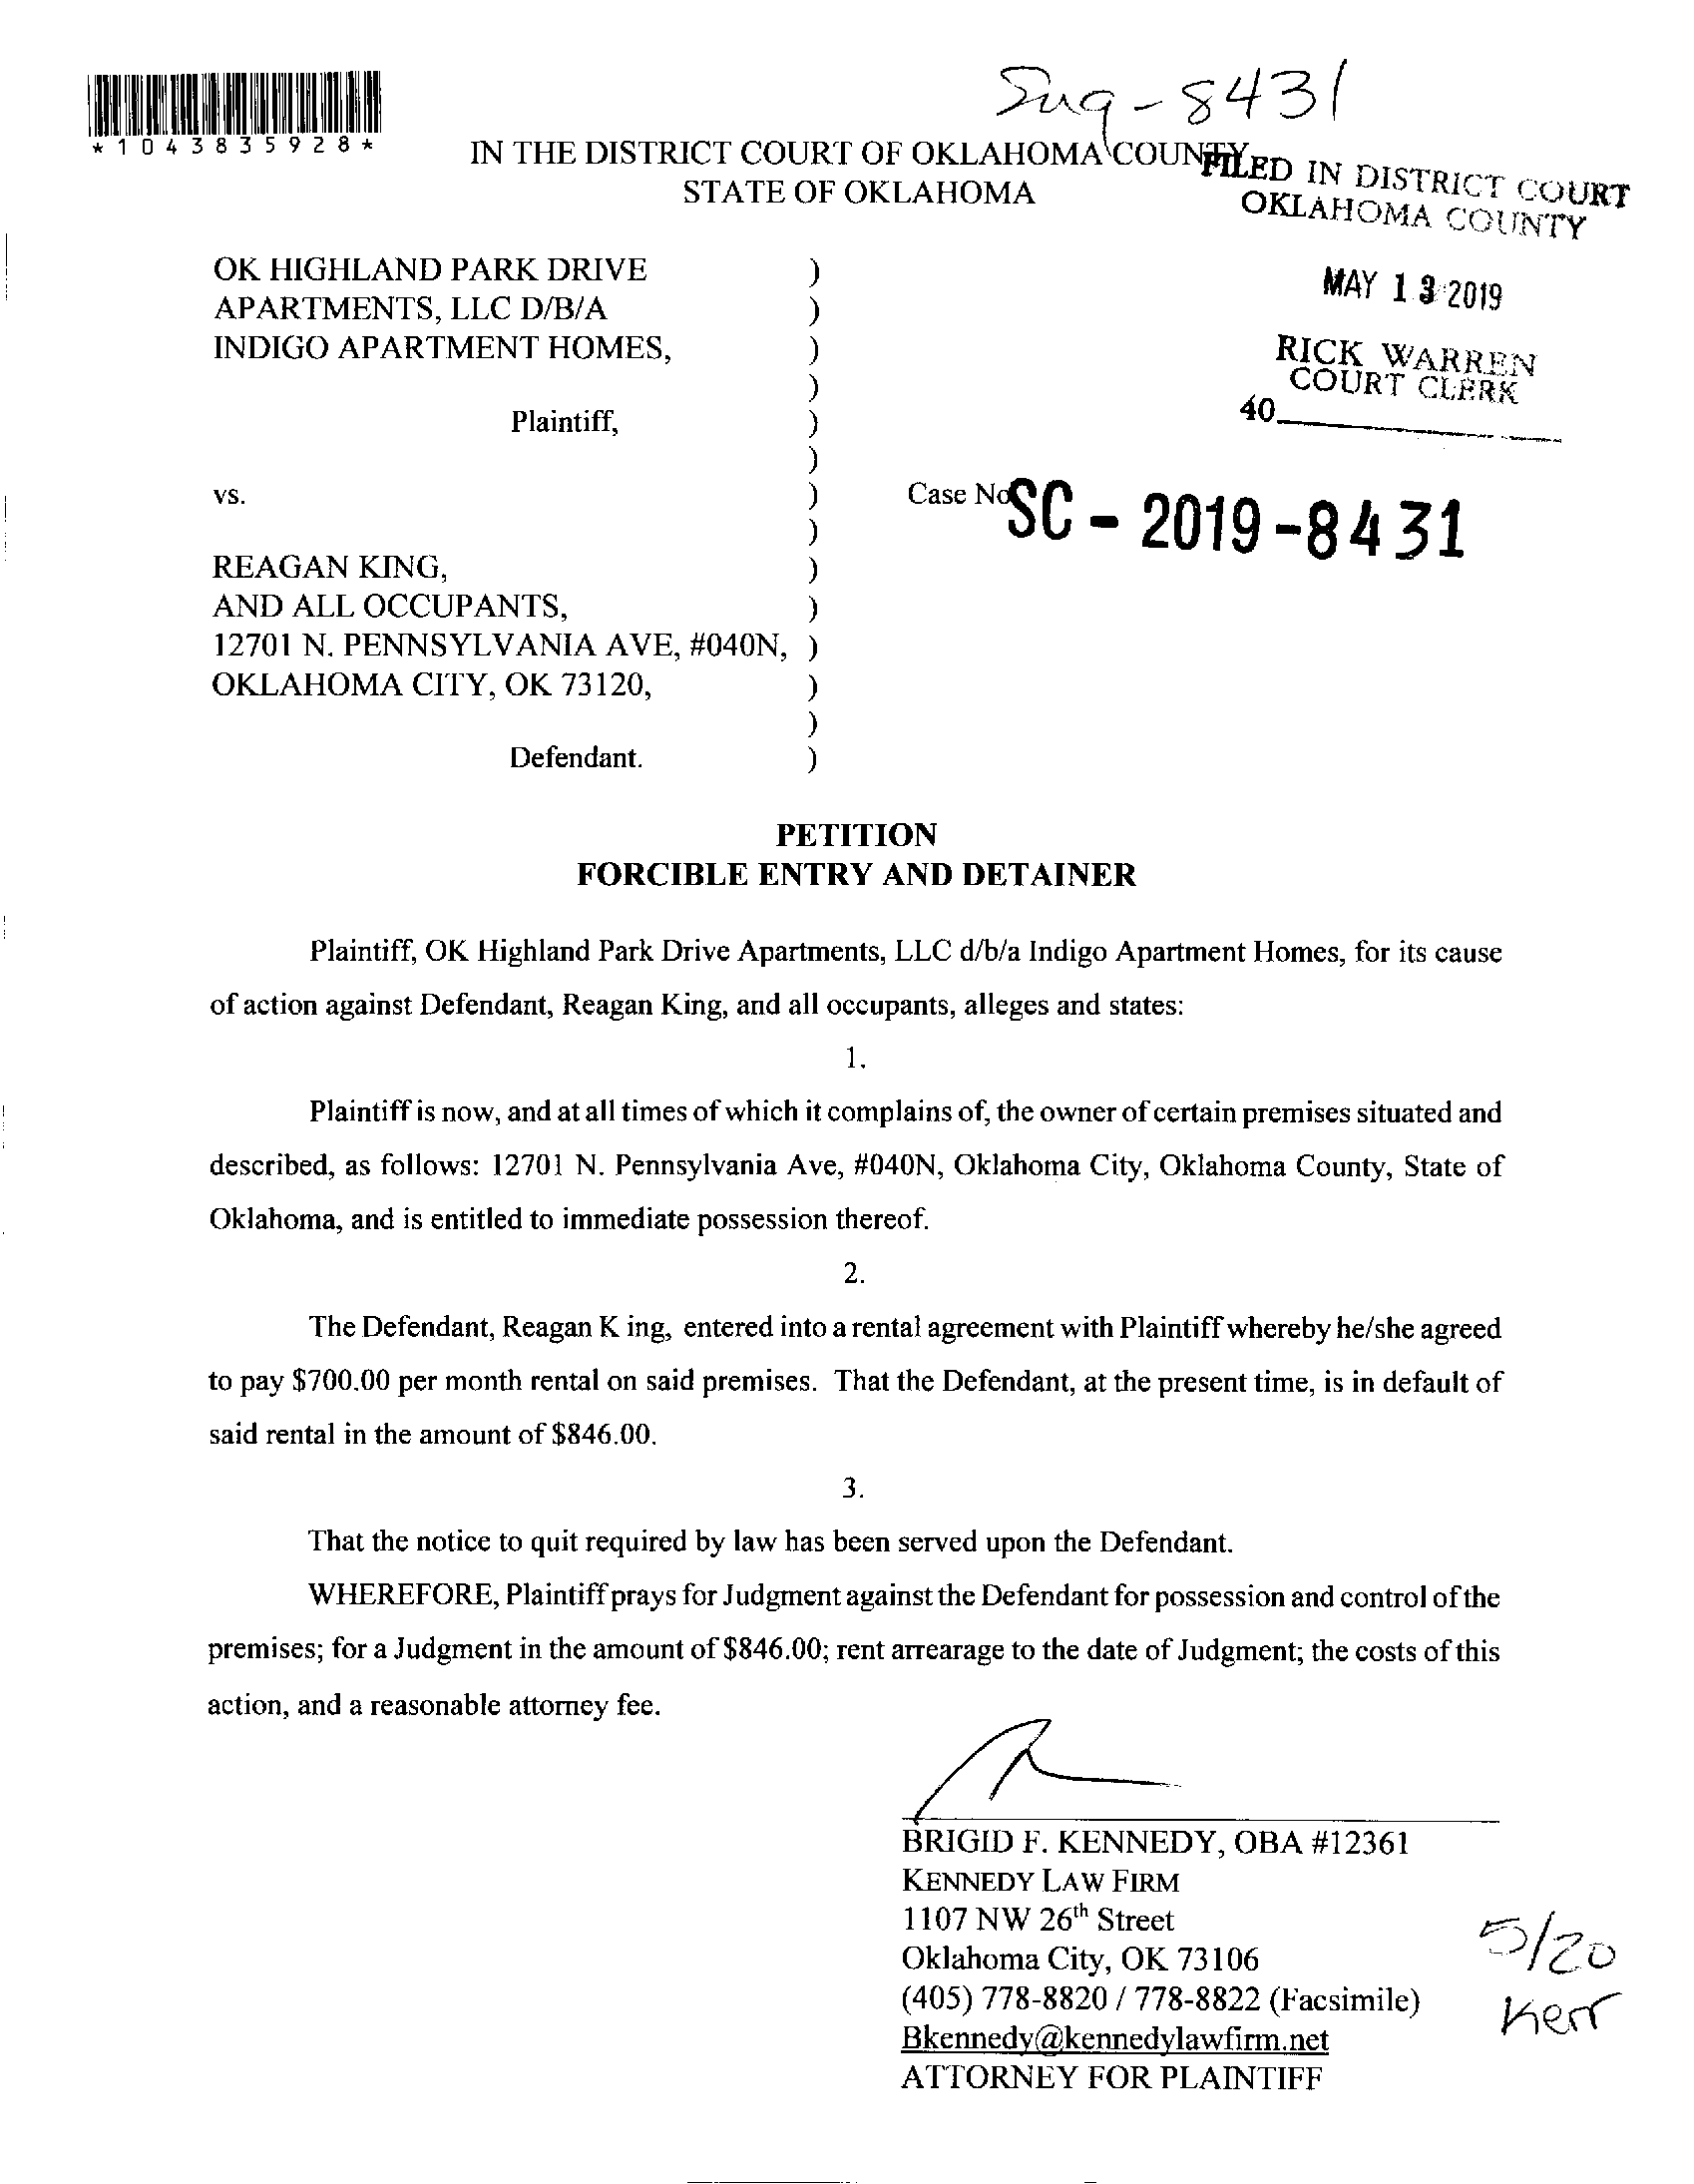 *1043835928*
-8431
IN THE DISTRICT COURT OF OKLAHOMA COUNTY
STATE OF OKLAHOMA
FILED IN DISTRICT COURT
OKLAHOMA COUNTY
MAY 13 2019
RICK WARREN
COURT CLERK
40
OK HIGHLAND PARK DRIVE )
APARTMENTS, LLC D/B/A )
INDIGO APARTMENT HOMES, )
)
Plaintiff, )
)
vs. ) Case No SC - 2019 - 8431
)
REAGAN KING, )
AND ALL OCCUPANTS, )
12701 N. PENNSYLVANIA AVE, #040N, )
OKLAHOMA CITY, OK 73120, )
)
Defendant. )
PETITION
FORCIBLE ENTRY AND DETAINER
Plaintiff, OK Highland Park Drive Apartments, LLC d/b/a Indigo Apartment Homes, for its cause
of action against Defendant, Reagan King, and all occupants, alleges and states:
1.
Plaintiff is now, and at all times of which it complains of, the owner of certain premises situated and
described, as follows: 12701 N. Pennsylvania Ave, #040N, Oklahoma City, Oklahoma County, State of
Oklahoma, and is entitled to immediate possession thereof.
2.
The Defendant, Reagan K ing, entered into a rental agreement with Plaintiff whereby he/she agreed
to pay $700.00 per month rental on said premises. That the Defendant, at the present time, is in default of
said rental in the amount of $846.00.
3.
That the notice to quit required by law has been served upon the Defendant.
WHEREFORE, Plaintiff prays for Judgment against the Defendant for possession and control of the
premises; for a Judgment in the amount of $846.00; rent arrearage to the date of Judgment; the costs of this
action, and a reasonable attorney fee.
BRIGID F. KENNEDY, OBA #12361
KENNEDY LAW FIRM
1107 NW 26th Street
Oklahoma City, OK 73106
(405) 778-8820 / 778-8822 (Facsimile)
Bkennedy@kennedylawfirm.net
ATTORNEY FOR PLAINTIFF
5/20
Kerr